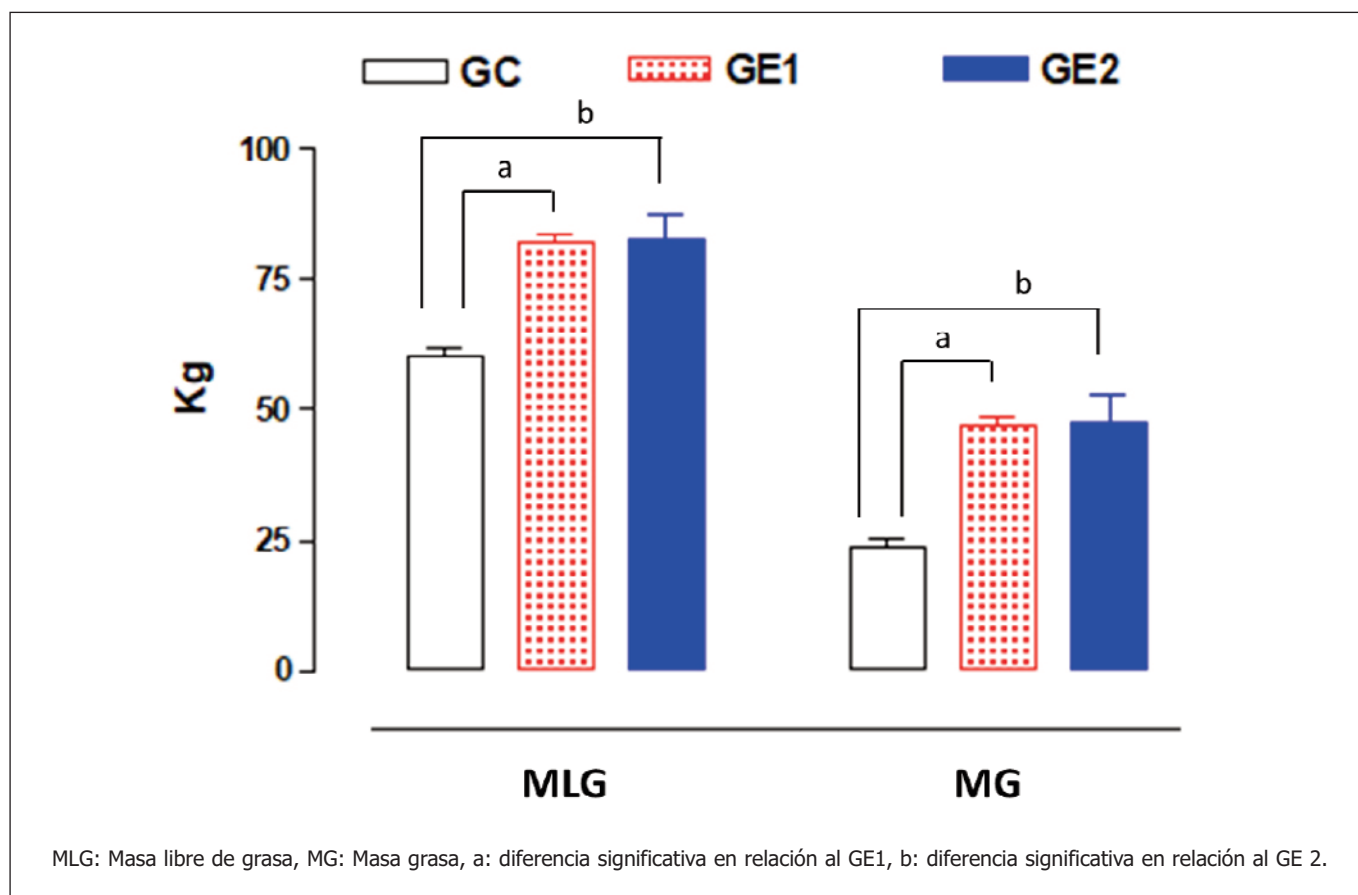 GC GE1 GE2
b
100
a
75
b
a
Kg
50
25
0
MLG MG
MLG: Masa libre de grasa, MG: Masa grasa, a: diferencia significativa en relación al GE1, b: diferencia significativa en relación al GE 2.